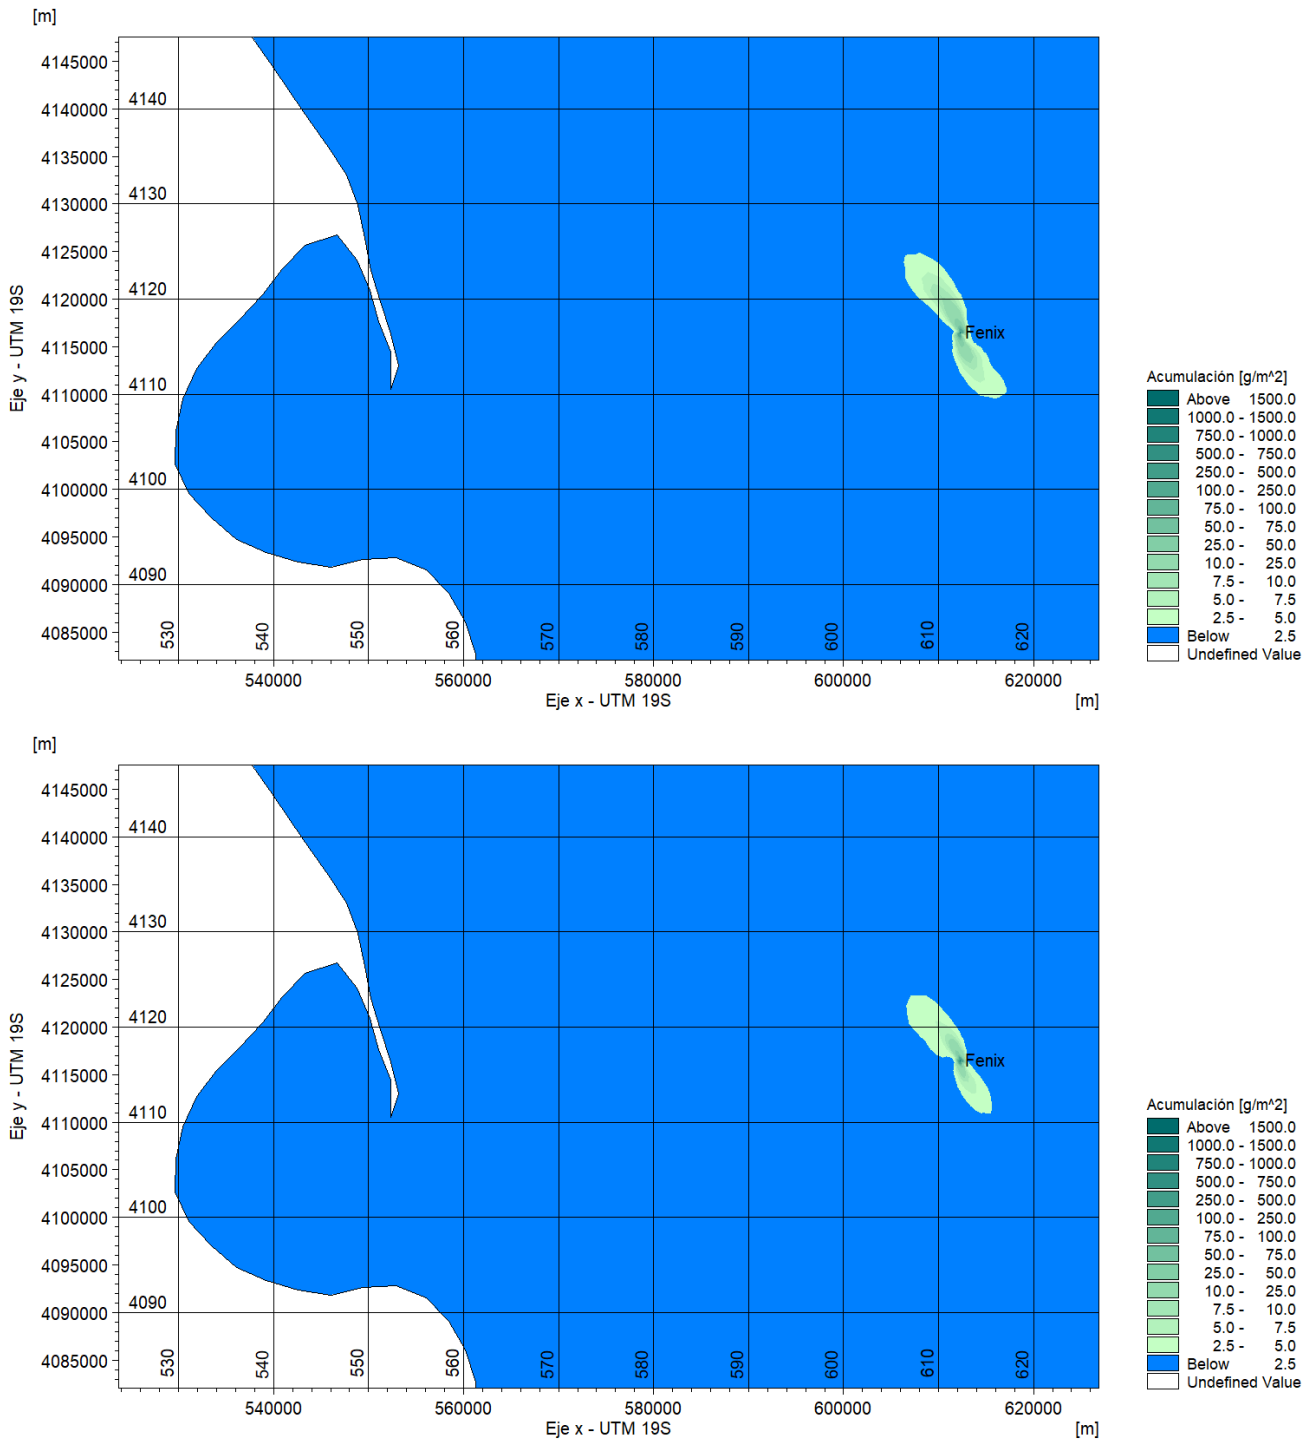 [m]
4145000
4140
4140000
4135000
4130
4130000
4125000
4120
4120000
Fenix
4115000
4110
4110000
4105000
4100
4100000
4095000
4090
4090000
4085000
Eje y - UTM 19S
530
540
550
560
570
580
590
600
610
620
540000 560000 580000 600000 620000
Eje x - UTM 19S [m]
Acumulación [g/m^2]
Above 1500.0
1000.0 - 1500.0
750.0 - 1000.0
500.0 - 750.0
250.0 - 500.0
100.0 - 250.0
75.0 - 100.0
50.0 - 75.0
25.0 - 50.0
10.0 - 25.0
7.5 - 10.0
5.0 - 7.5
2.5 - 5.0
Below 2.5
Undefined Value
[m]
4145000
4140
4140000
4135000
4130
4130000
4125000
4120
4120000
Fenix
4115000
4110
4110000
4105000
4100
4100000
4095000
4090
4090000
4085000
Eje y - UTM 19S
530
540
550
560
570
580
590
600
610
620
540000 560000 580000 600000 620000
Eje x - UTM 19S [m]
Acumulación [g/m^2]
Above 1500.0
1000.0 - 1500.0
750.0 - 1000.0
500.0 - 750.0
250.0 - 500.0
100.0 - 250.0
75.0 - 100.0
50.0 - 75.0
25.0 - 50.0
10.0 - 25.0
7.5 - 10.0
5.0 - 7.5
2.5 - 5.0
Below 2.5
Undefined Value